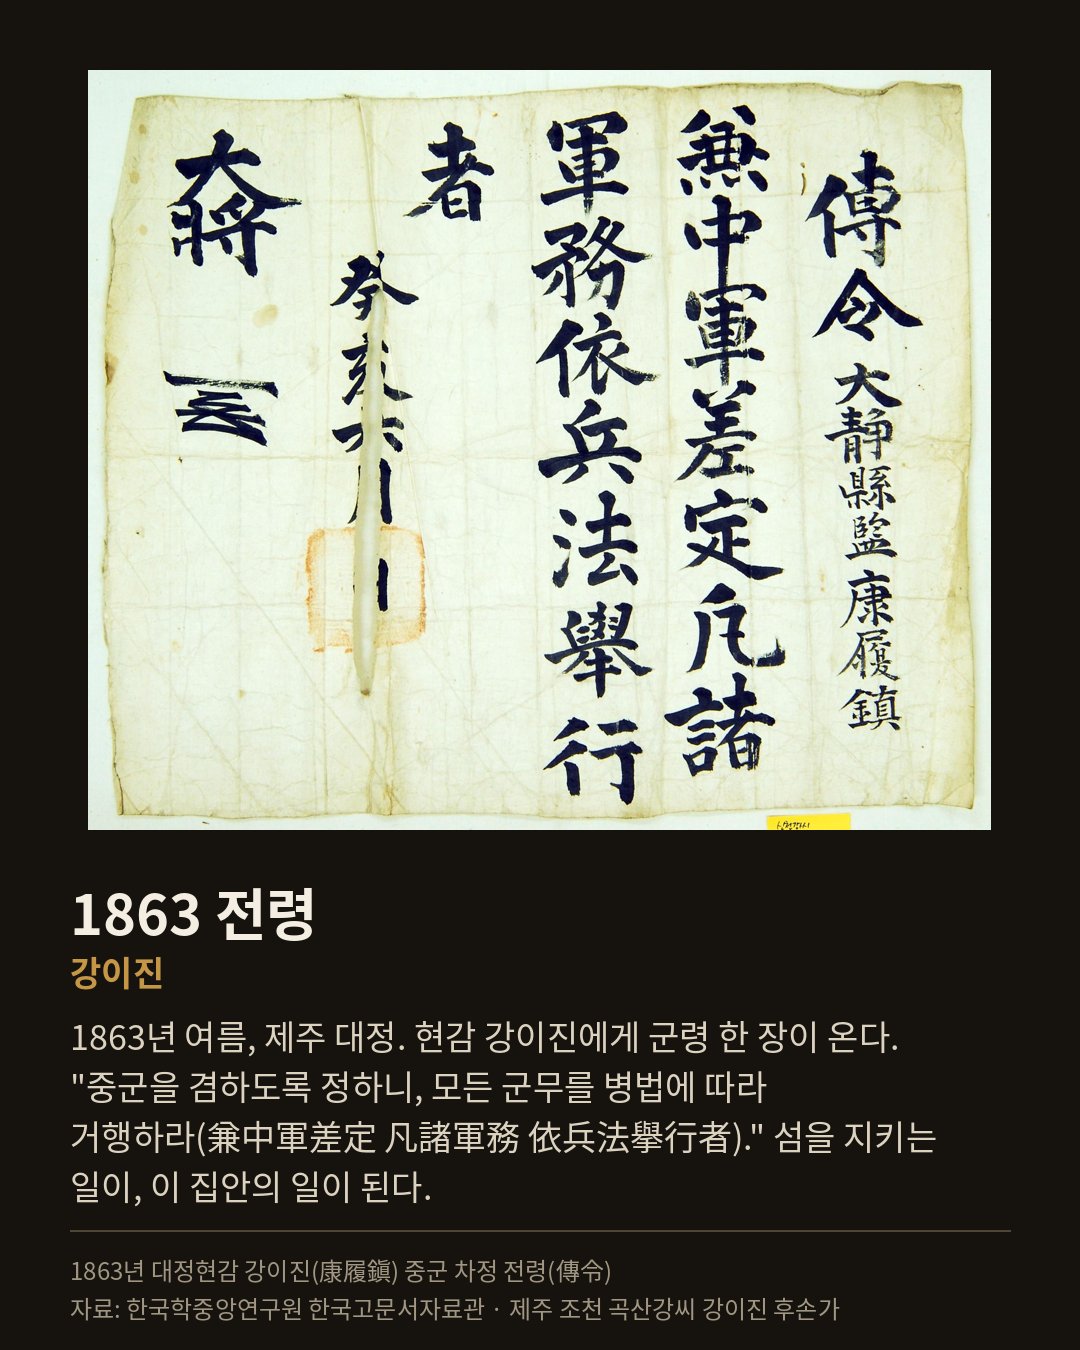 傳令 大靜縣監康履鎮
兼中軍差定凡諸
軍務依兵法擧行
者
癸亥六月 日
大將
1863 전령
강이진
1863년 여름, 제주 대정. 현감 강이진에게 군령 한 장이 온다.
"중군을 겸하도록 정하니, 모든 군무를 병법에 따라
거행하라(兼中軍差定 凡諸軍務 依兵法擧行者)." 섬을 지키는
일이, 이 집안의 일이 된다.
1863년 대정현감 강이진(康履鎭) 중군 차정 전령(傳令)
자료: 한국학중앙연구원 한국고문서자료관 · 제주 조천 곡산강씨 강이진 후손가